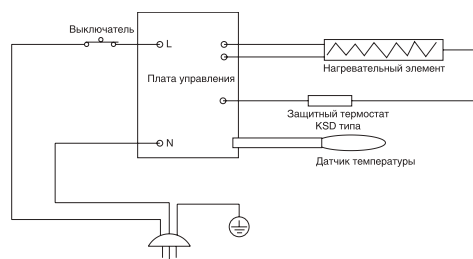 Выключатель
L
Плата управления
Нагревательный элемент
Защитный термостат
KSD типа
N
Датчик температуры